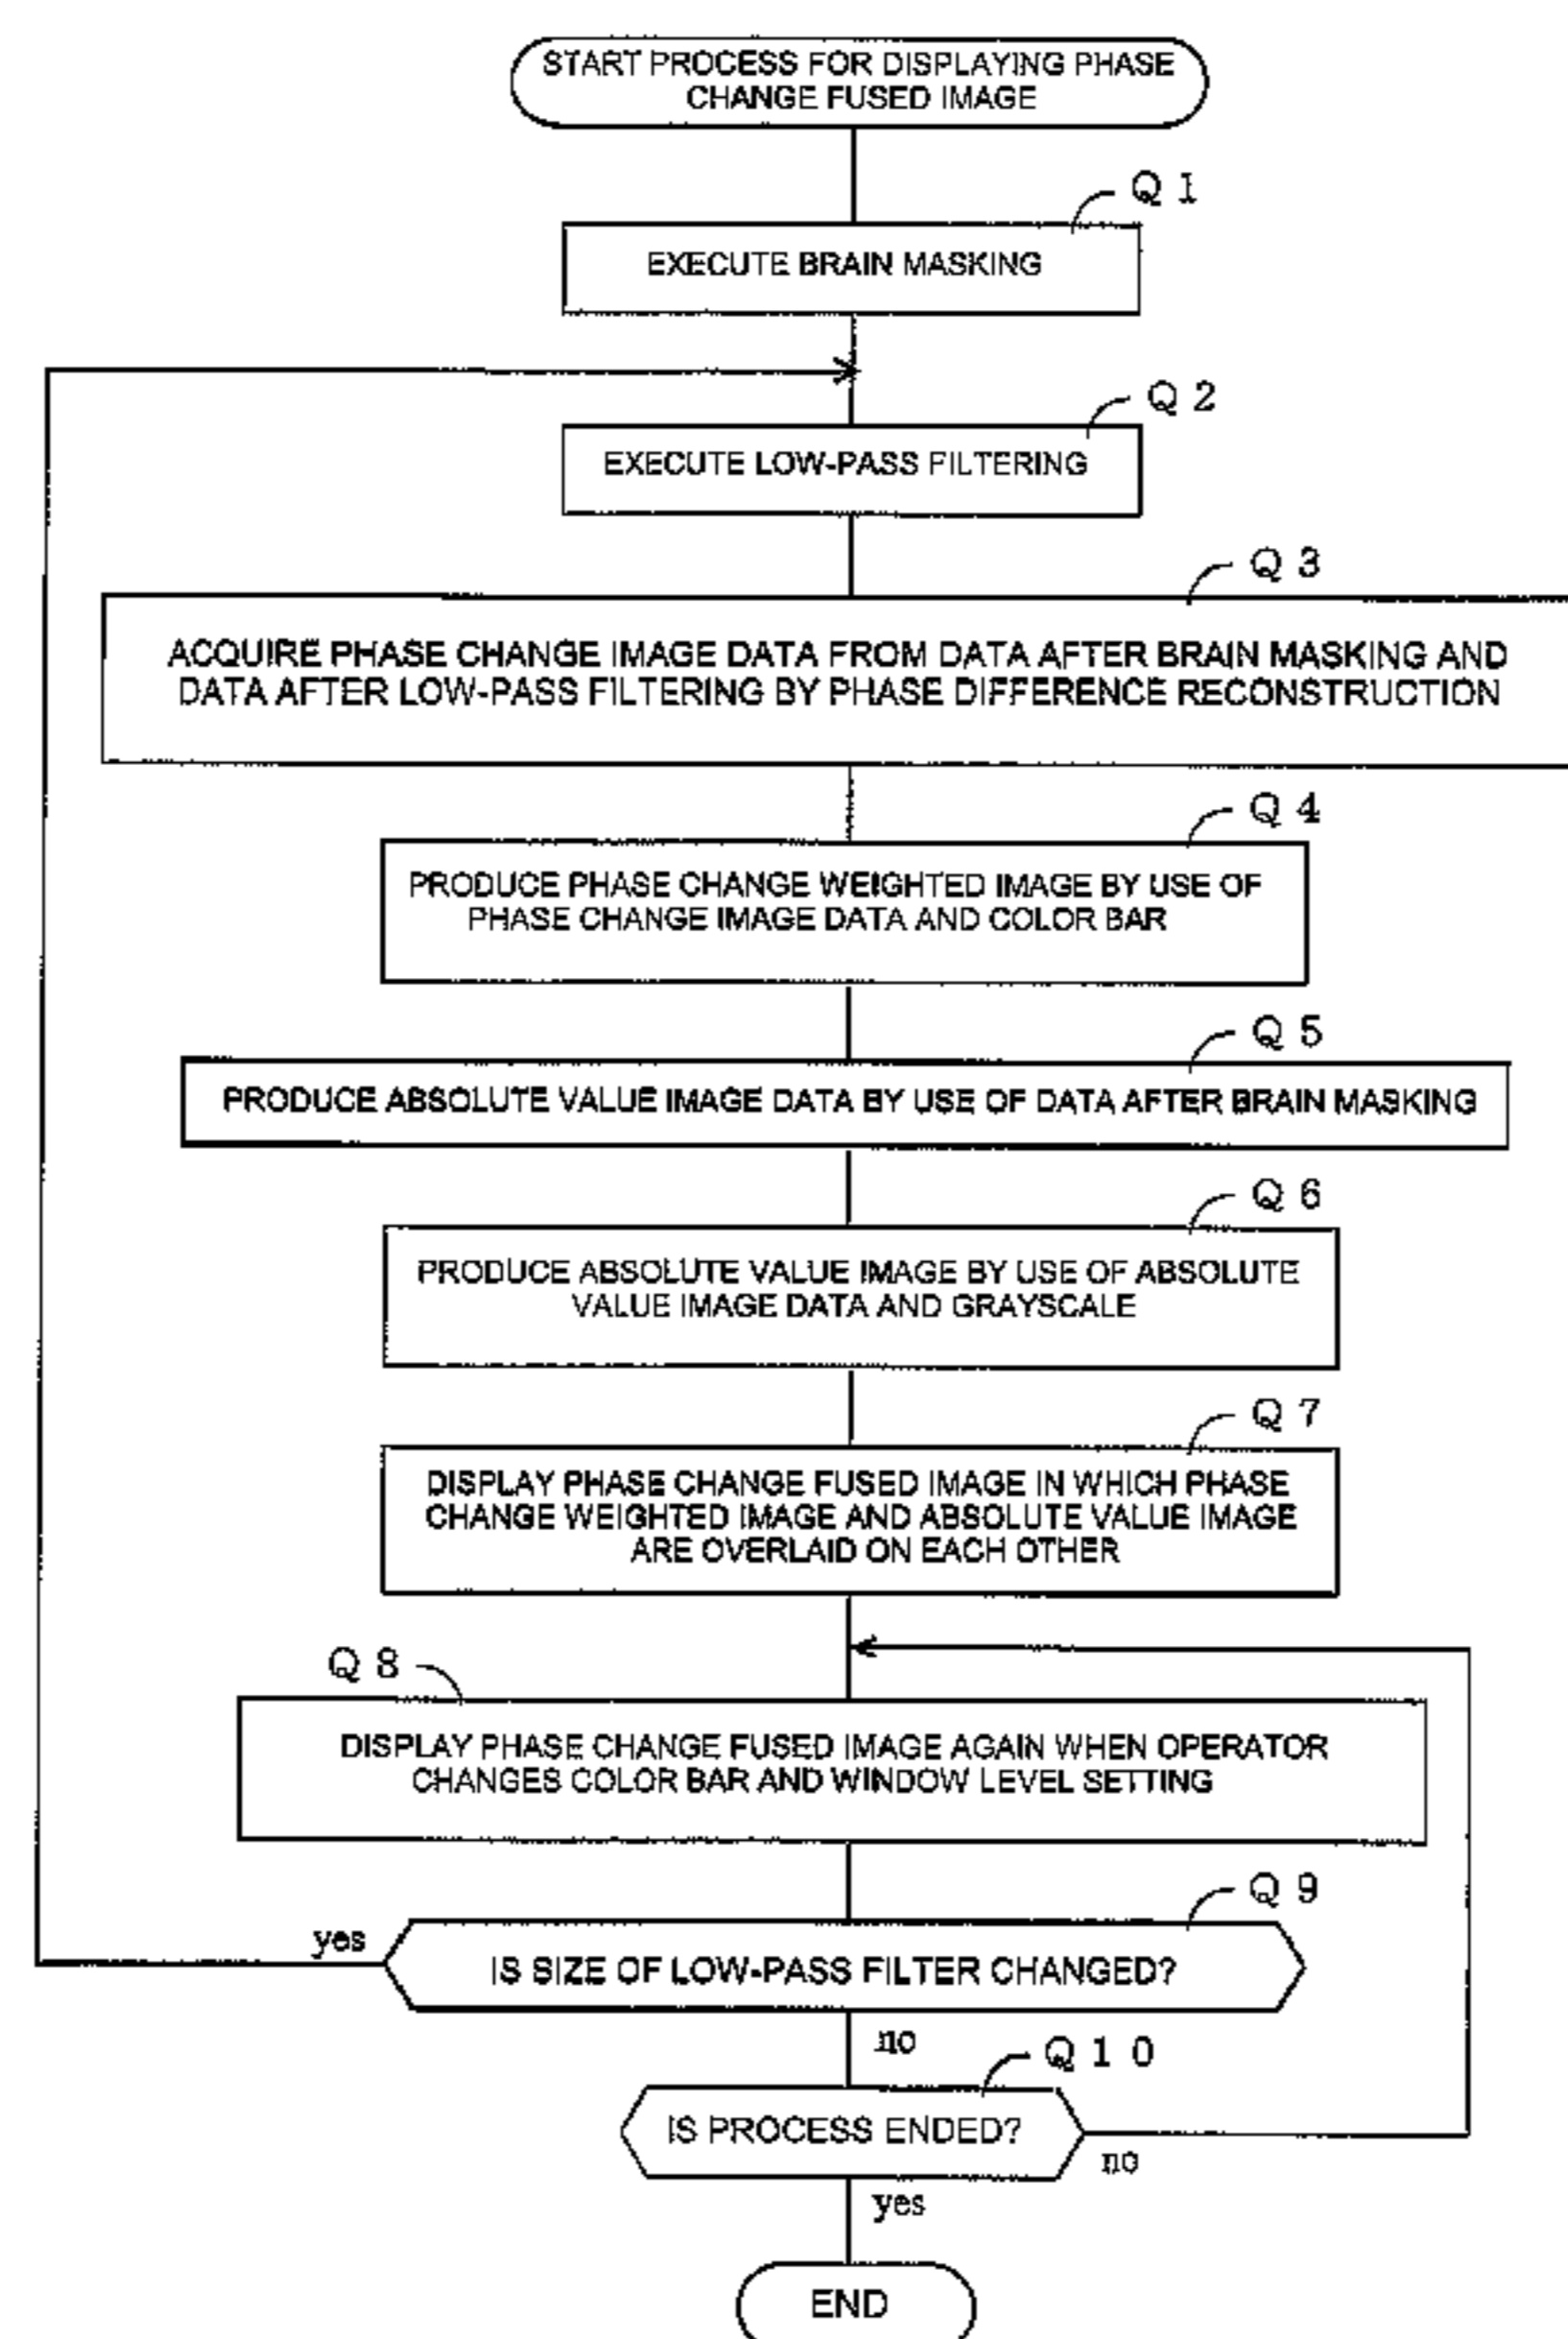 START PROCESS FOR DISPLAYING PHASE
CHANGE FUSED IMAGE
Q 1
EXECUTE BRAIN MASKING
Q 2
EXECUTE LOW-PASS FILTERING
Q 3
ACQUIRE PHASE CHANGE IMAGE DATA FROM DATA AFTER BRAIN MASKING AND
DATA AFTER LOW-PASS FILTERING BY PHASE DIFFERENCE RECONSTRUCTION
Q 4
PRODUCE PHASE CHANGE WEIGHTED IMAGE BY USE OF
PHASE CHANGE IMAGE DATA AND COLOR BAR
Q 5
PRODUCE ABSOLUTE VALUE IMAGE DATA BY USE OF DATA AFTER BRAIN MASKING
Q 6
PRODUCE ABSOLUTE VALUE IMAGE BY USE OF ABSOLUTE
VALUE IMAGE DATA AND GRAYSCALE
Q 7
DISPLAY PHASE CHANGE FUSED IMAGE IN WHICH PHASE
CHANGE WEIGHTED IMAGE AND ABSOLUTE VALUE IMAGE
ARE OVERLAID ON EACH OTHER
Q 8
DISPLAY PHASE CHANGE FUSED IMAGE AGAIN WHEN OPERATOR
CHANGES COLOR BAR AND WINDOW LEVEL SETTING
Q 9
yes
IS SIZE OF LOW-PASS FILTER CHANGED?
no
Q 1 0
IS PROCESS ENDED?
no
yes
END